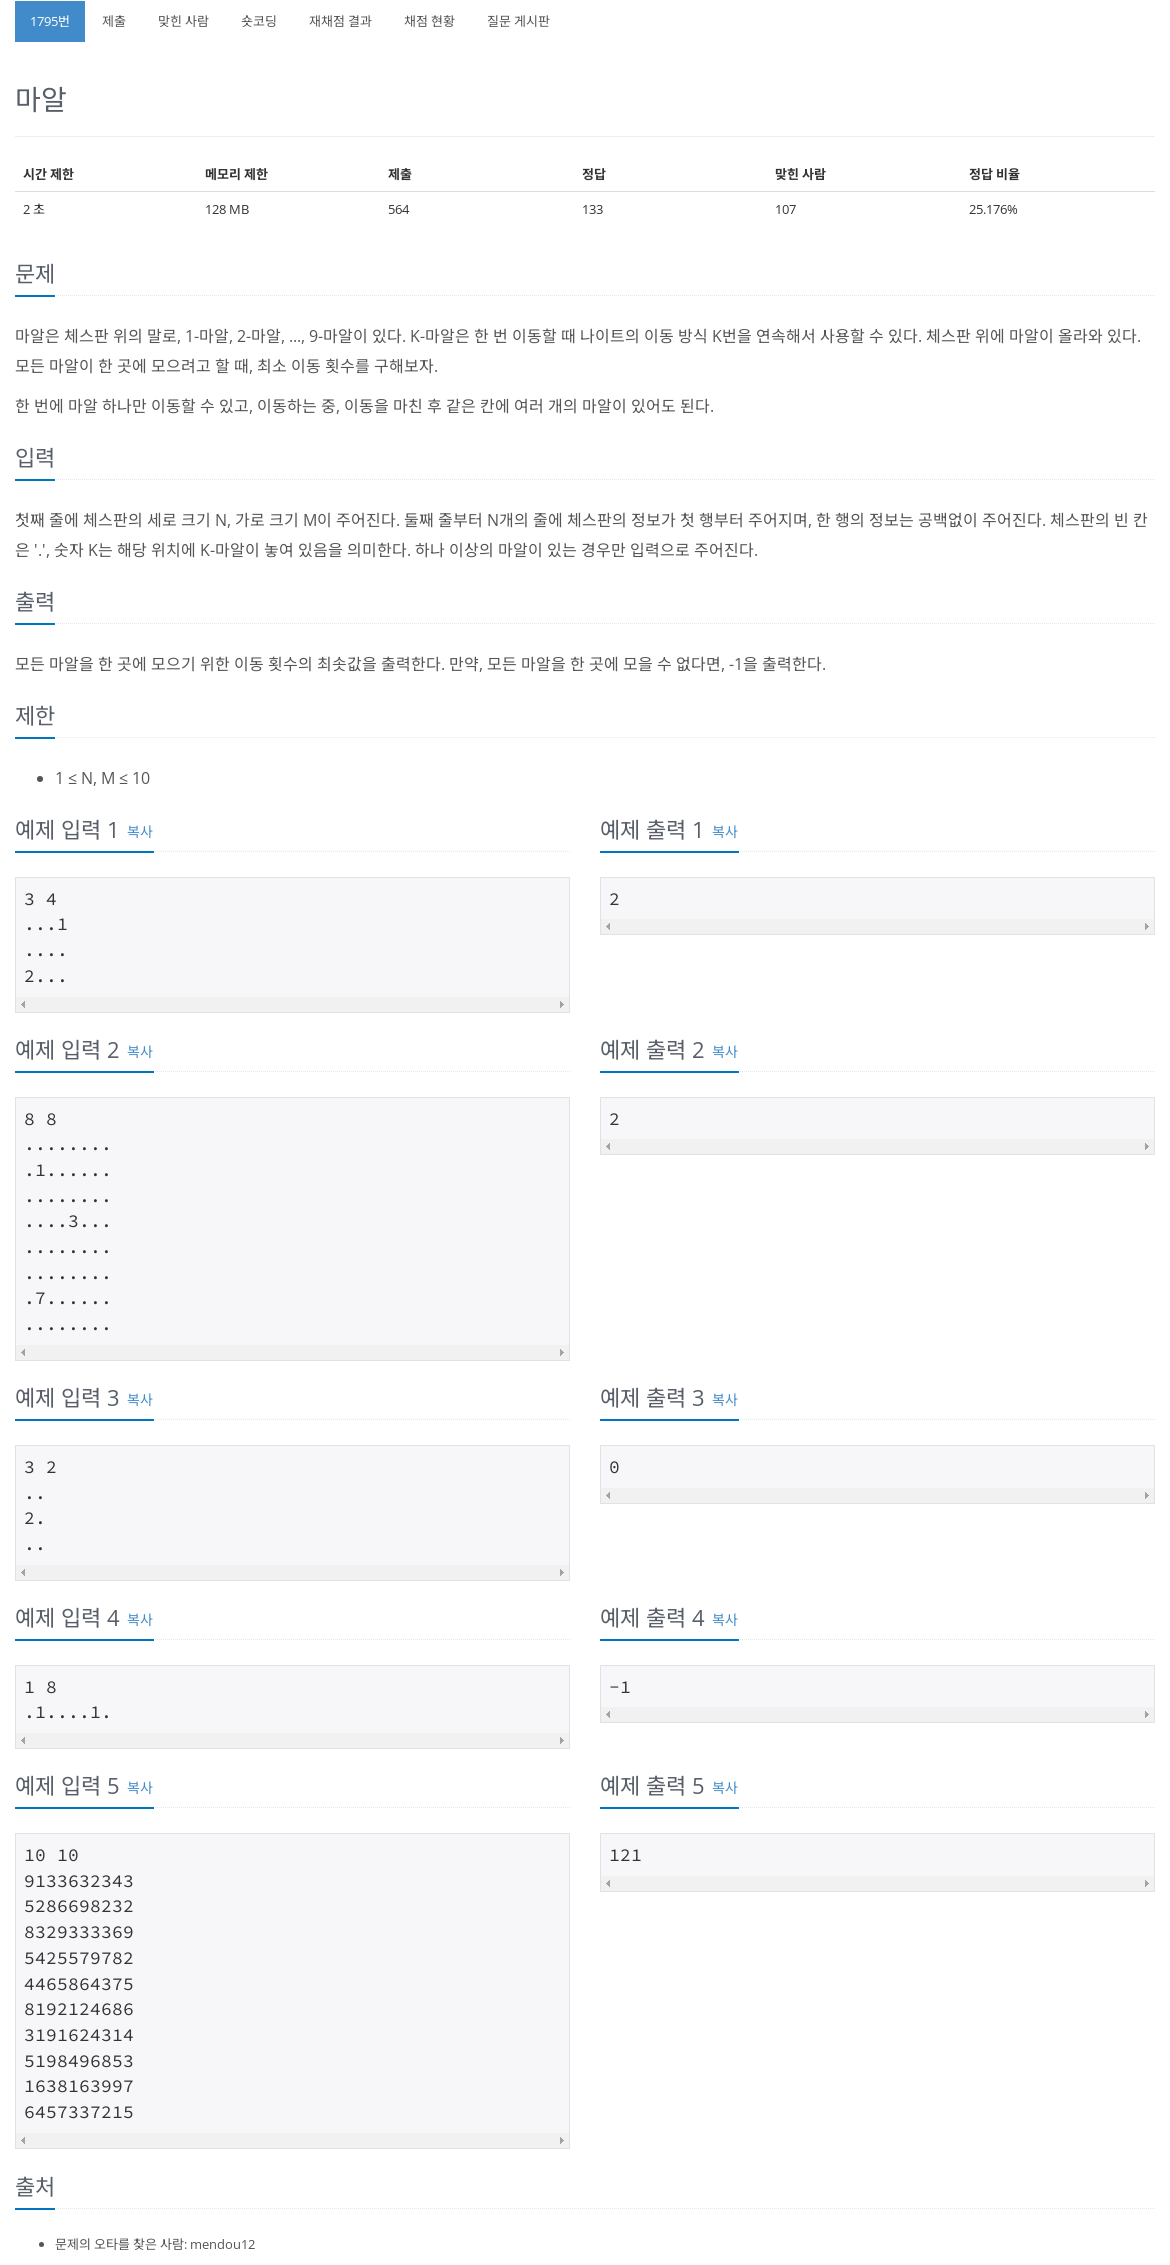 1795번 제출 맞힌 사람 숏코딩 재채점 결과 채점 현황 질문 게시판
마알
시간 제한 메모리 제한 제출 정답 맞힌 사람 정답 비율
2 초 128 MB 564 133 107 25.176%
문제
마알은 체스판 위의 말로, 1-마알, 2-마알, ..., 9-마알이 있다. K-마알은 한 번 이동할 때 나이트의 이동 방식 K번을 연속해서 사용할 수 있다. 체스판 위에 마알이 올라와 있다.
모든 마알이 한 곳에 모으려고 할 때, 최소 이동 횟수를 구해보자.
한 번에 마알 하나만 이동할 수 있고, 이동하는 중, 이동을 마친 후 같은 칸에 여러 개의 마알이 있어도 된다.
입력
첫째 줄에 체스판의 세로 크기 N, 가로 크기 M이 주어진다. 둘째 줄부터 N개의 줄에 체스판의 정보가 첫 행부터 주어지며, 한 행의 정보는 공백없이 주어진다. 체스판의 빈 칸
은 '.', 숫자 K는 해당 위치에 K-마알이 놓여 있음을 의미한다. 하나 이상의 마알이 있는 경우만 입력으로 주어진다.
출력
모든 마알을 한 곳에 모으기 위한 이동 횟수의 최솟값을 출력한다. 만약, 모든 마알을 한 곳에 모을 수 없다면, -1을 출력한다.
제한
1 ≤ N, M ≤ 10
예제 입력 1 복사
3 4
...1
....
2...
예제 출력 1 복사
2
예제 입력 2 복사
8 8
........
.1......
........
....3...
........
........
.7......
........
예제 출력 2 복사
2
예제 입력 3 복사
3 2
..
2.
..
예제 출력 3 복사
0
예제 입력 4 복사
1 8
.1....1.
예제 출력 4 복사
-1
예제 입력 5 복사
10 10
9133632343
5286698232
8329333369
5425579782
4465864375
8192124686
3191624314
5198496853
1638163997
6457337215
예제 출력 5 복사
121
출처
문제의 오타를 찾은 사람: mendou12